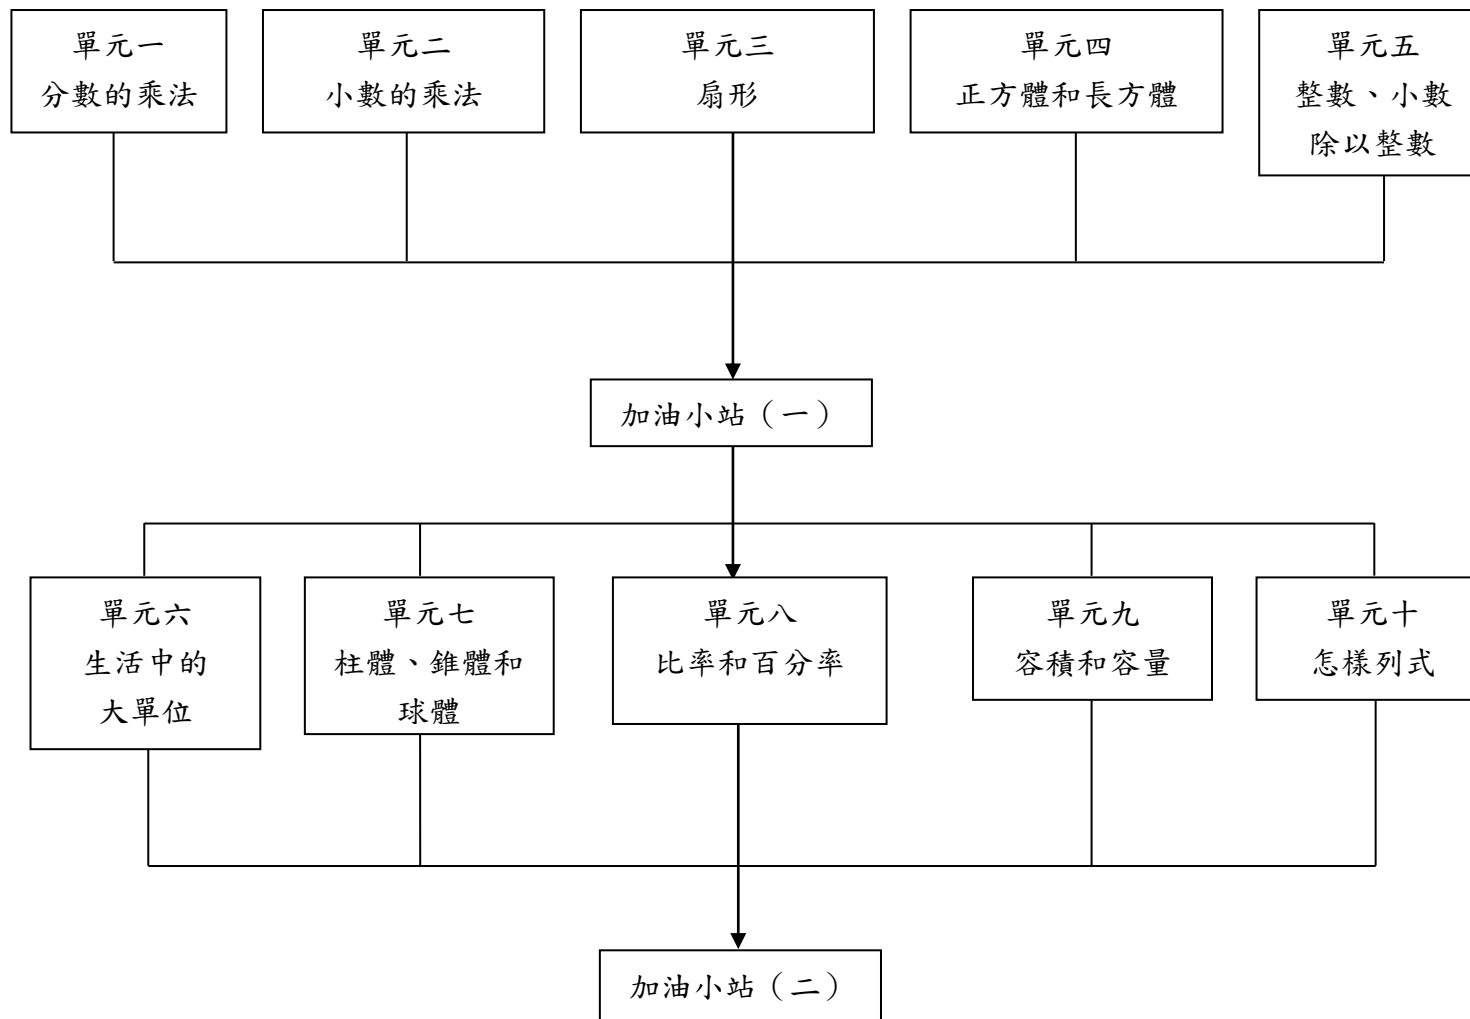 單元一
分數的乘法
單元二
小數的乘法
單元三
扇形
單元四
正方體和長方體
單元五
整數、小數
除以整數
加油小站（一）
單元六
生活中的
大單位
單元七
柱體、錐體和
球體
單元八
比率和百分率
單元九
容積和容量
單元十
怎樣列式
加油小站（二）